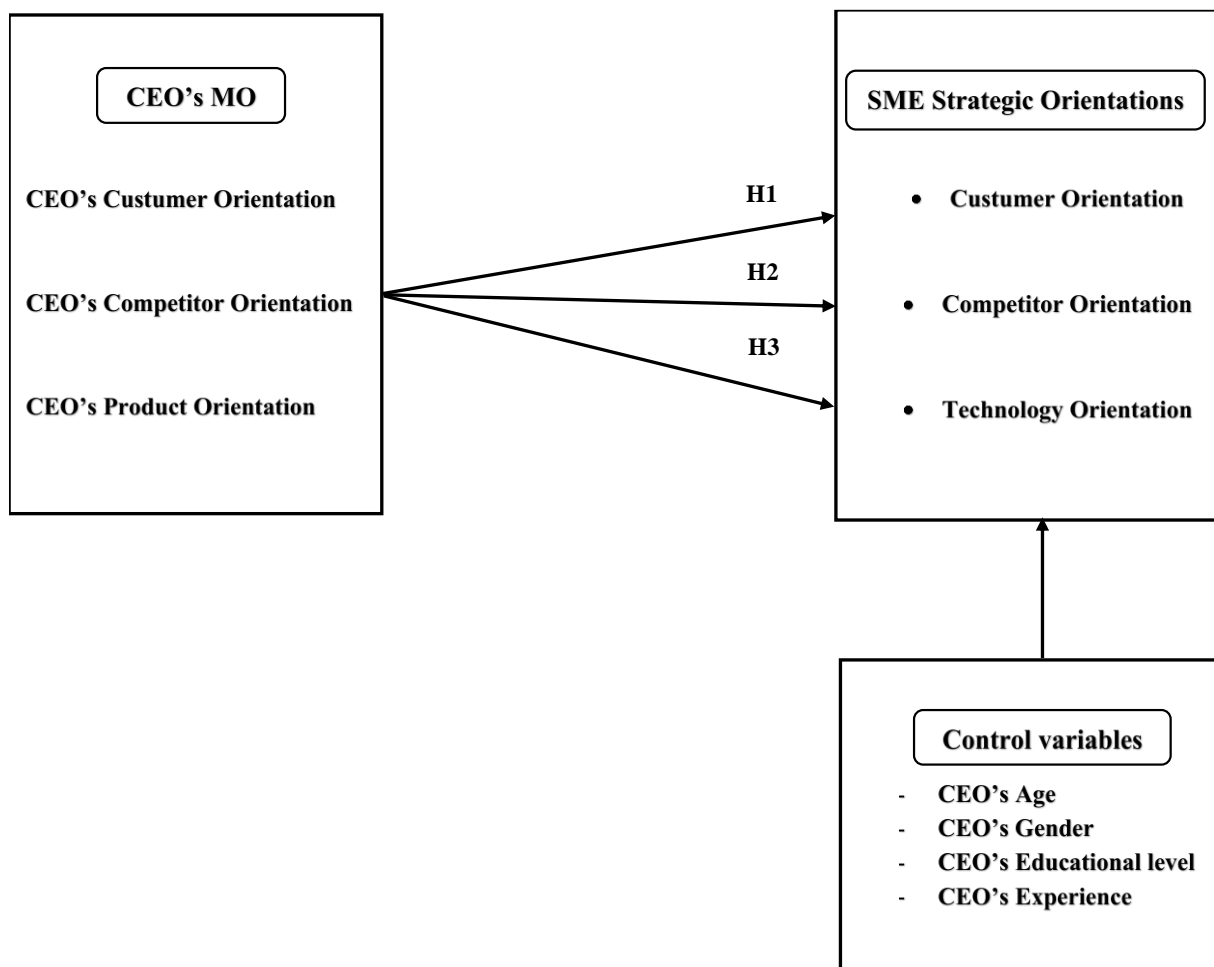 CEO’s MO
CEO’s Custumer Orientation
CEO’s Competitor Orientation
CEO’s Product Orientation
H1
H2
H3
SME Strategic Orientations
• Custumer Orientation
• Competitor Orientation
• Technology Orientation
Control variables
- CEO’s Age
- CEO’s Gender
- CEO’s Educational level
- CEO’s Experience